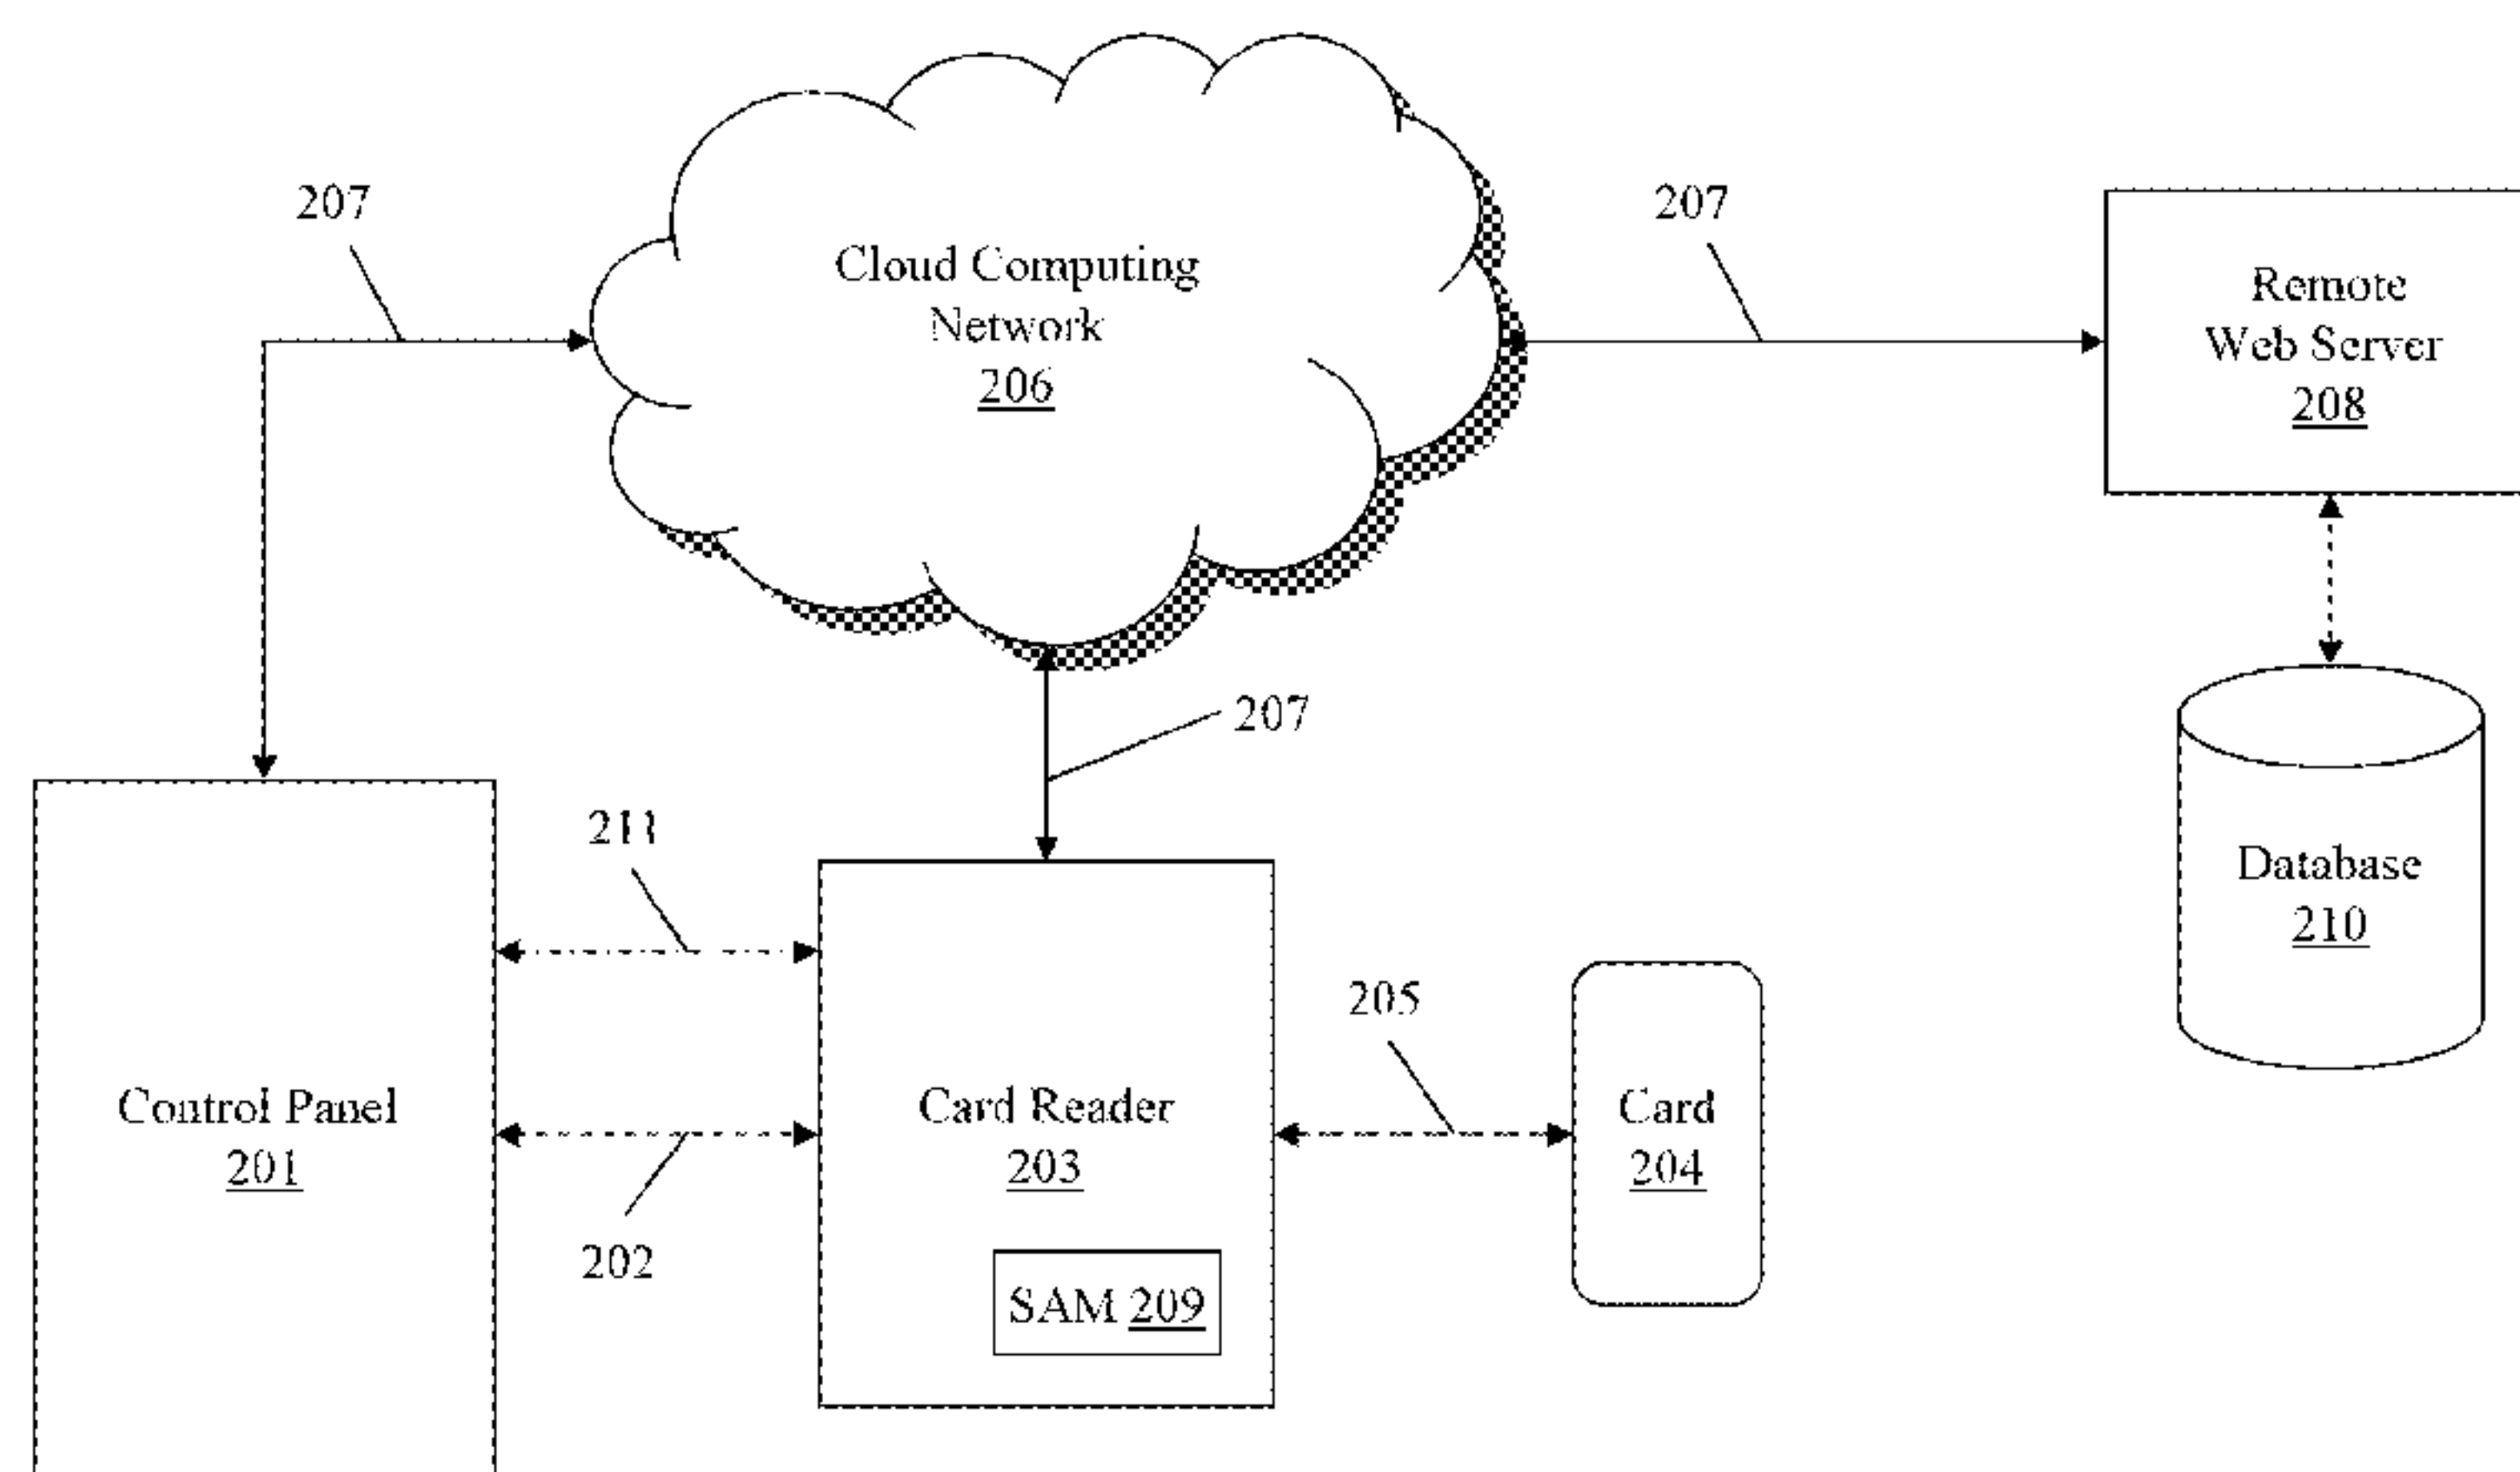 207
207
Cloud Computing
Network
206
Remote
Web Server
208
207
211
Database
210
205
Control Panel
201
Card Reader
203
Card
204
202
SAM 209